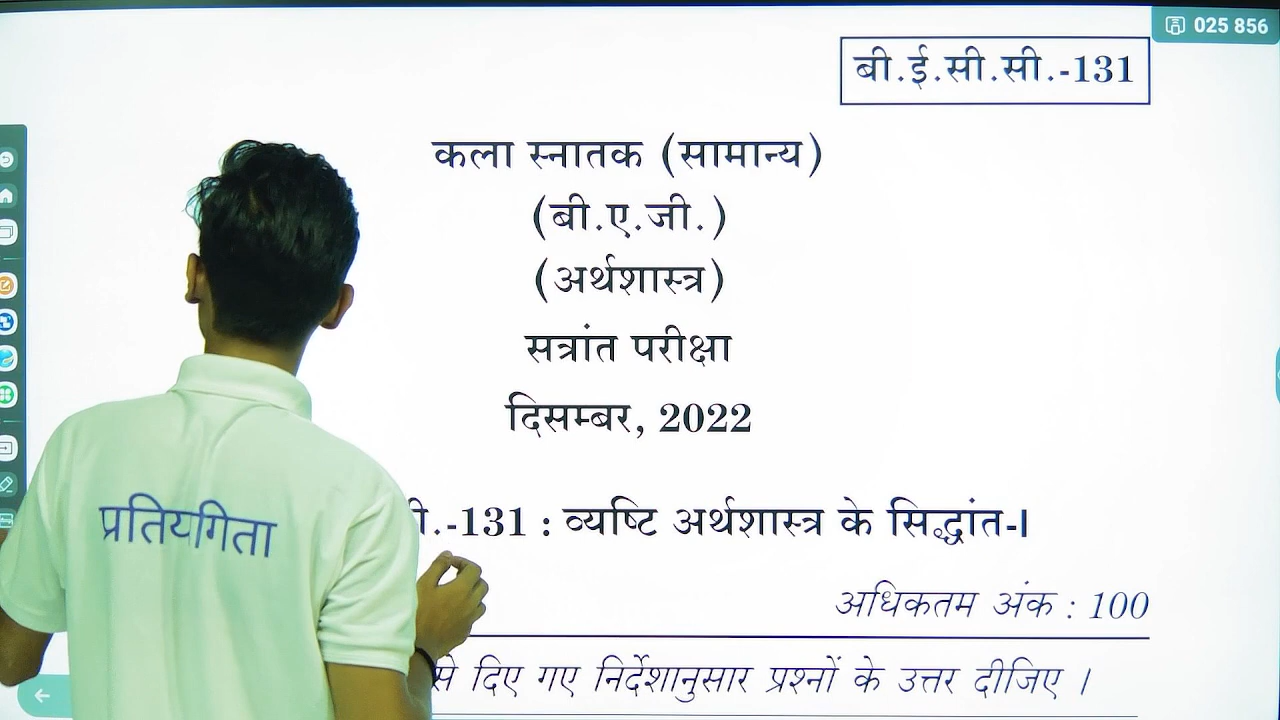 025 856
बी.ई.सी.सी.-131
कला स्नातक (सामान्य)
(बी.ए.जी.)
(अर्थशास्त्र)
सत्रांत परीक्षा
दिसम्बर, 2022
-131 : व्यष्टि अर्थशास्त्र के सिद्धांत-I
अधिकतम अंक : 100
से दिए गए निर्देशानुसार प्रश्नों के उत्तर दीजिए ।
प्रतियगिता